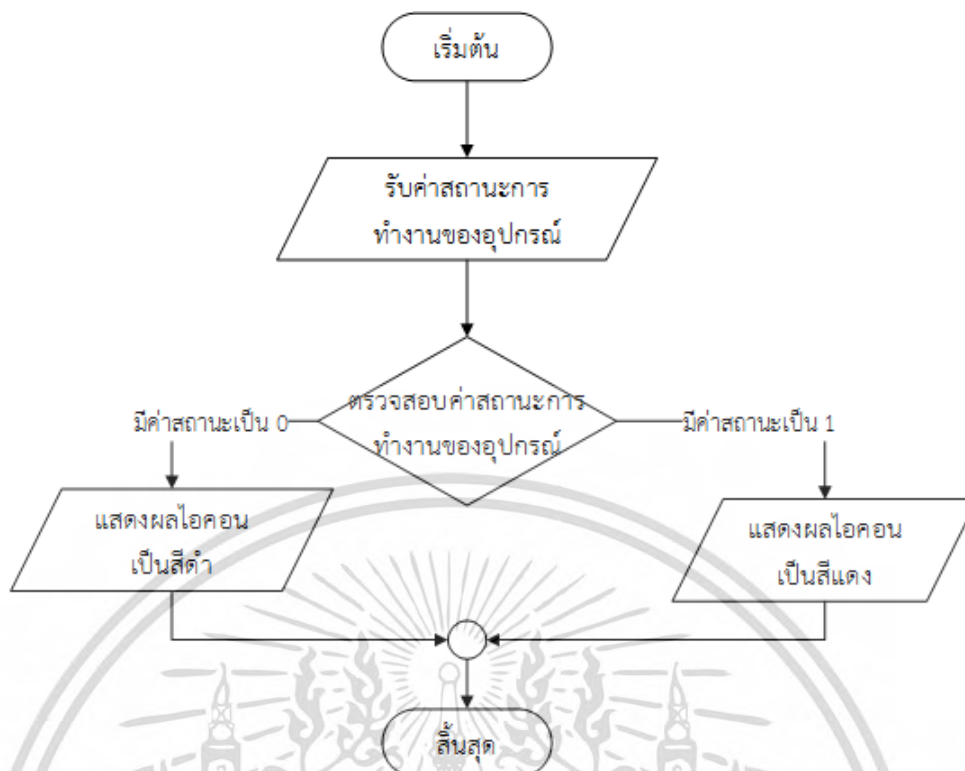 เริ่มต้น
รับค่าสถานะการ
ทำงานของอุปกรณ์
ตรวจสอบค่าสถานะการ
ทำงานของอุปกรณ์
มีค่าสถานะเป็น 0
มีค่าสถานะเป็น 1
แสดงผลไอคอน
เป็นสีดำ
แสดงผลไอคอน
เป็นสีแดง
สิ้นสุด